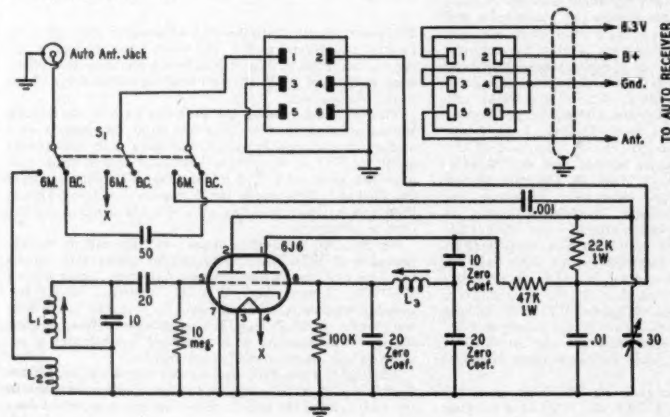 Auto Ant. Jack
1 2
3 4
5 6
1 2
3 4
5 6
6.3V
B+
Gnd.
Ant.
TO AUTO RECEIVER
S1
6M. B.C. 6M. B.C. 6M. B.C.
X
50
.001
6J6
2 1
5 6
7 3 4
X
L1
L2
10
20
10 meg.
100K
20 Zero Coef.
L3
10 Zero Coef.
20 Zero Coef.
47K 1W
22K 1W
.01
30